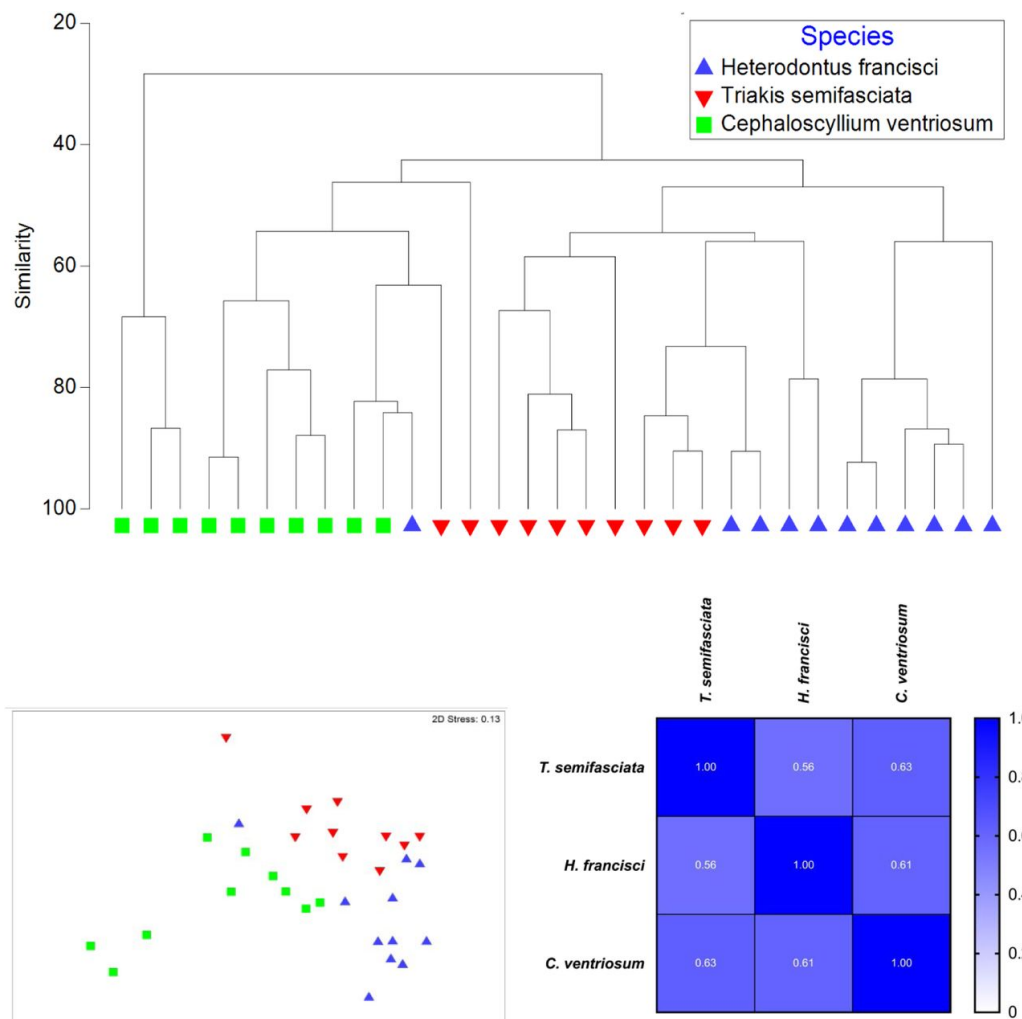 20
Species
Heterodontus francisci
Triakis semifasciata
Cephaloscyllium ventriosum
40
Similarity
60
80
100
T. semifasciata
H. francisci
C. ventriosum
2D Stress: 0.13
T. semifasciata 1.00 0.56 0.63
H. francisci 0.56 1.00 0.61
C. ventriosum 0.63 0.61 1.00
0